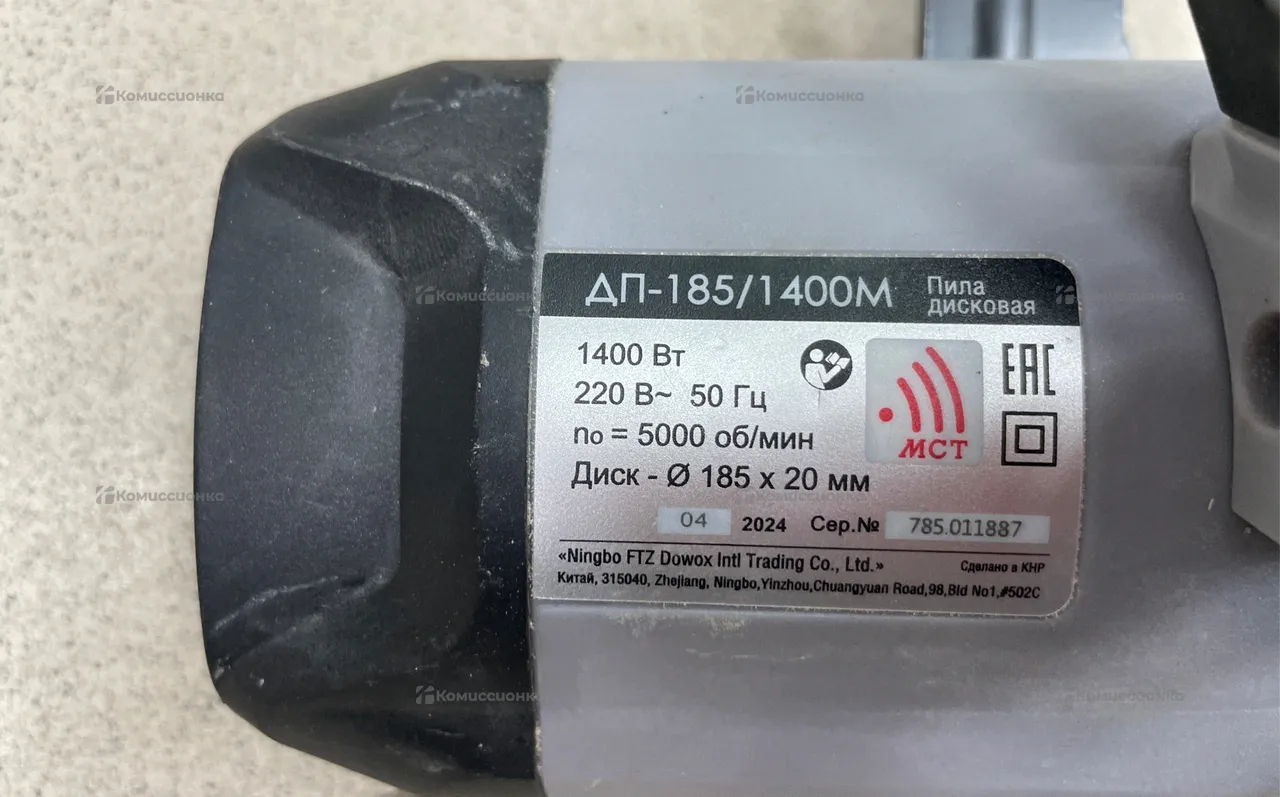 Комиссионка
Комиссионка
ДП-185/1400М
Пила
дисковая
Комиссионка
1400 Вт
220 В~ 50 Гц
no = 5000 об/мин
Диск - Ø 185 x 20 мм
МСТ
EAC
Комиссионка
04 2024 Сер.№ 785.011887
«Ningbo FTZ Dowox Intl Trading Co., Ltd.» Сделано в КНР
Китай, 315040, Zhejiang, Ningbo,Yinzhou,Chuangyuan Road,98,Bld No1,#502C
Комиссионка
Комиссионка